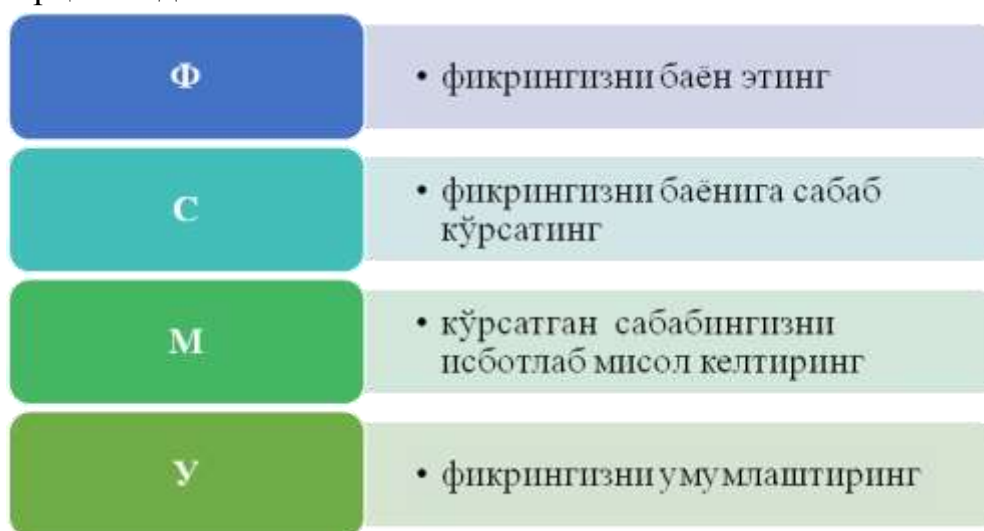 Ф
• фикрингизни баён этинг
С
• фикрингизни баёнига сабаб
кўрсатинг
М
• кўрсатган сабабингизни
исботлаб мисол келтиринг
У
• фикрингизни умумлаштиринг